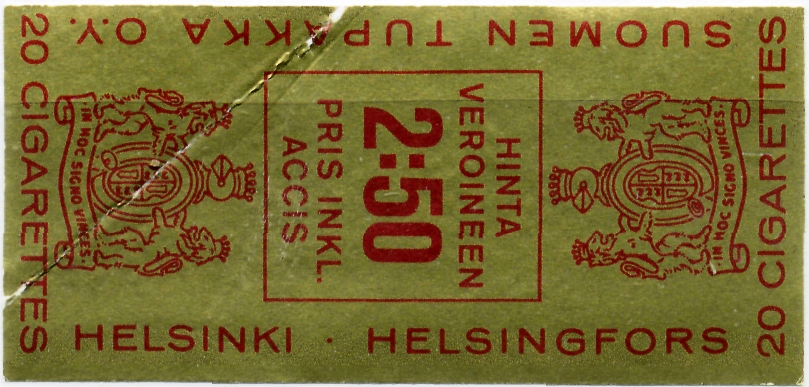 SUOMEN TUPAKKA O.Y.
20 CIGARETTES
IN HOC SIGNO VINCES
HINTA
VEROINEEN
2:50
PRIS INKL.
ACCIS
IN HOC SIGNO VINCES
20 CIGARETTES
HELSINKI · HELSINGFORS